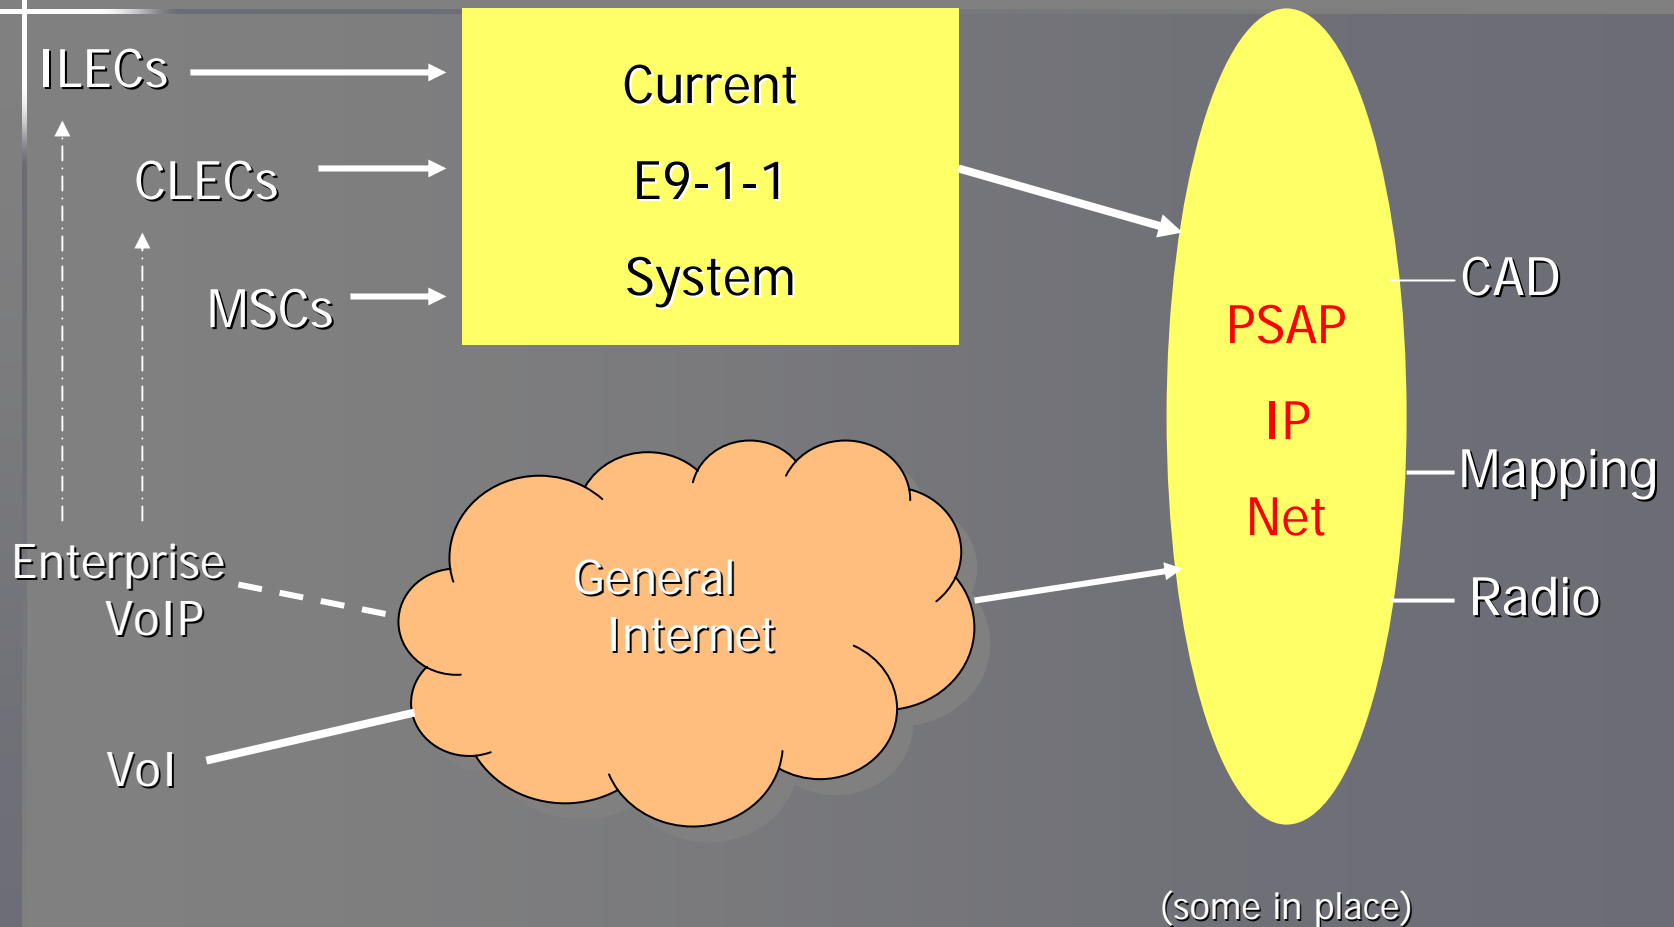 ILECs
CLECs
MSCs
Current
E9-1-1
System
Enterprise
VoIP
VoI
General
Internet
PSAP
IP
Net
CAD
Mapping
Radio
(some in place)